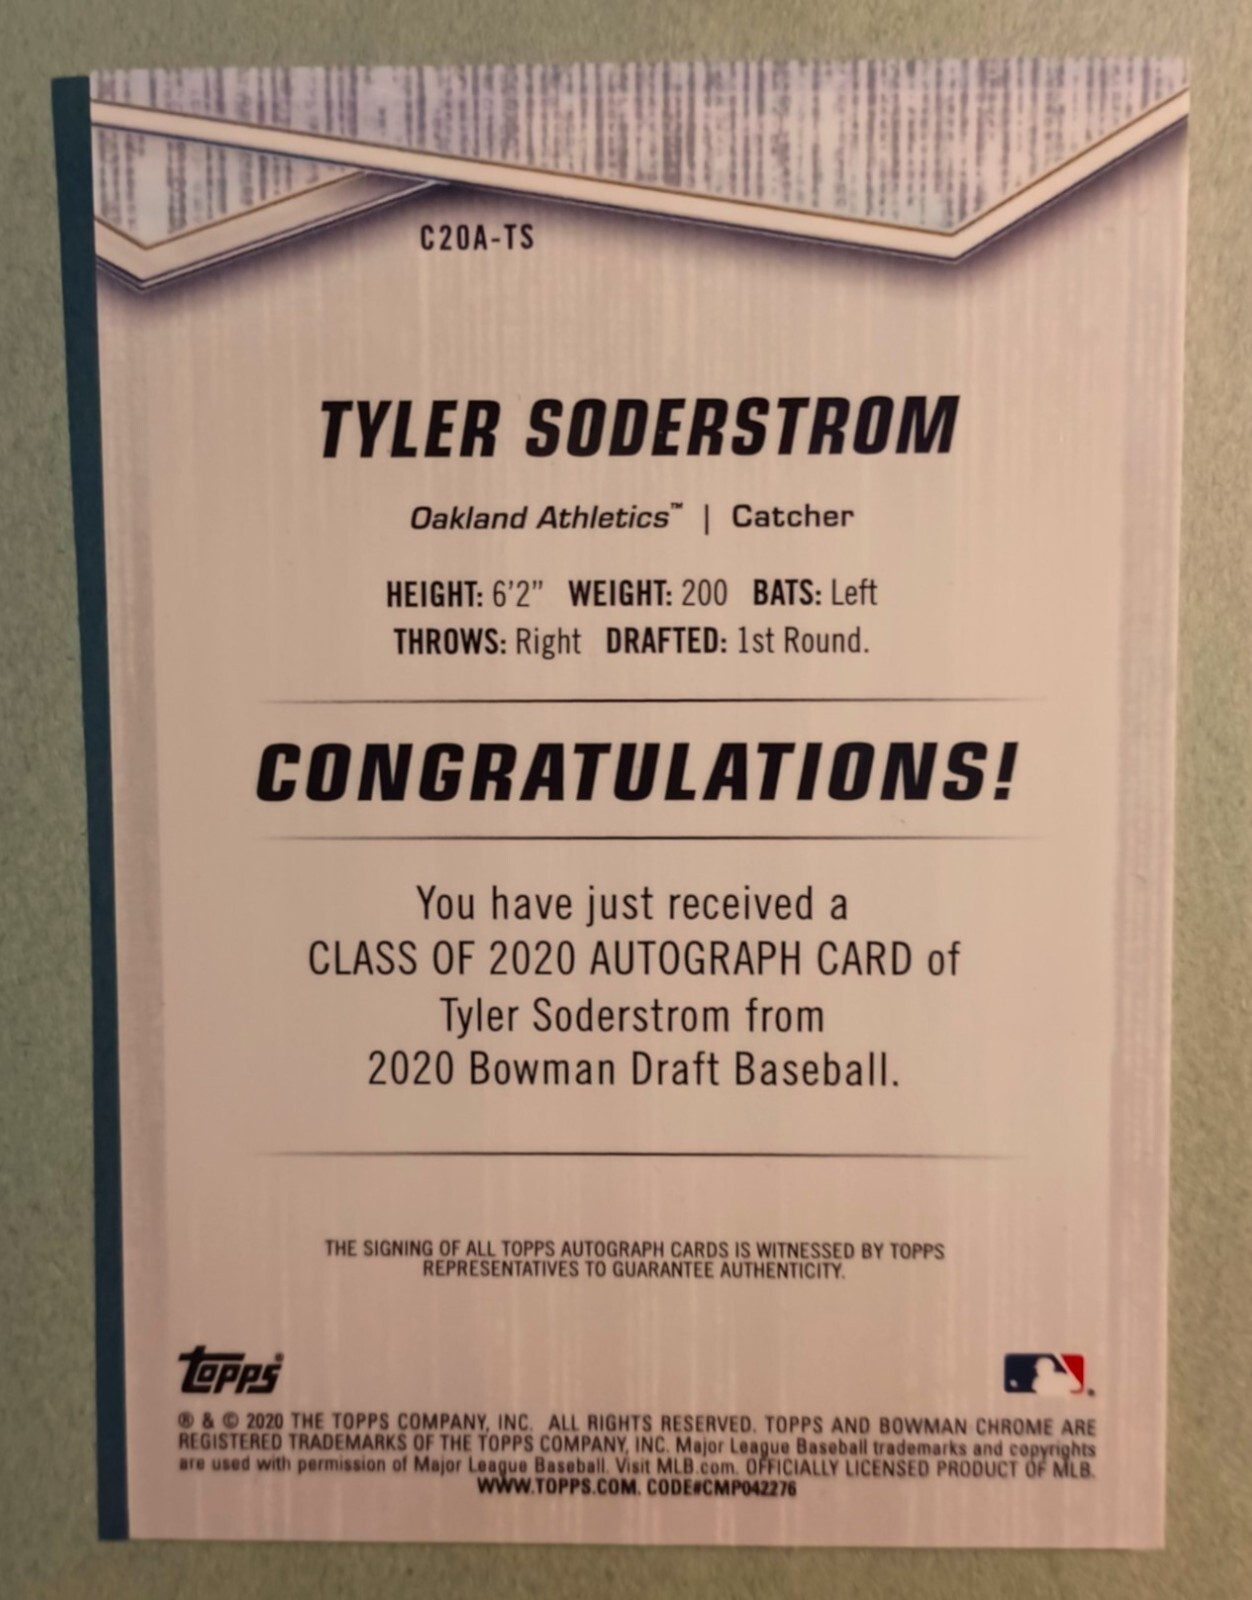 C20A-TS
TYLER SODERSTROM
Oakland Athletics™ | Catcher
HEIGHT: 6'2" WEIGHT: 200 BATS: Left
THROWS: Right DRAFTED: 1st Round.
CONGRATULATIONS!
You have just received a
CLASS OF 2020 AUTOGRAPH CARD of
Tyler Soderstrom from
2020 Bowman Draft Baseball.
THE SIGNING OF ALL TOPPS AUTOGRAPH CARDS IS WITNESSED BY TOPPS
REPRESENTATIVES TO GUARANTEE AUTHENTICITY.
Topps®
® & © 2020 THE TOPPS COMPANY, INC. ALL RIGHTS RESERVED. TOPPS AND BOWMAN CHROME ARE
REGISTERED TRADEMARKS OF THE TOPPS COMPANY, INC. Major League Baseball trademarks and copyrights
are used with permission of Major League Baseball. Visit MLB.com. OFFICIALLY LICENSED PRODUCT OF MLB.
WWW.TOPPS.COM. CODE#CMP042276